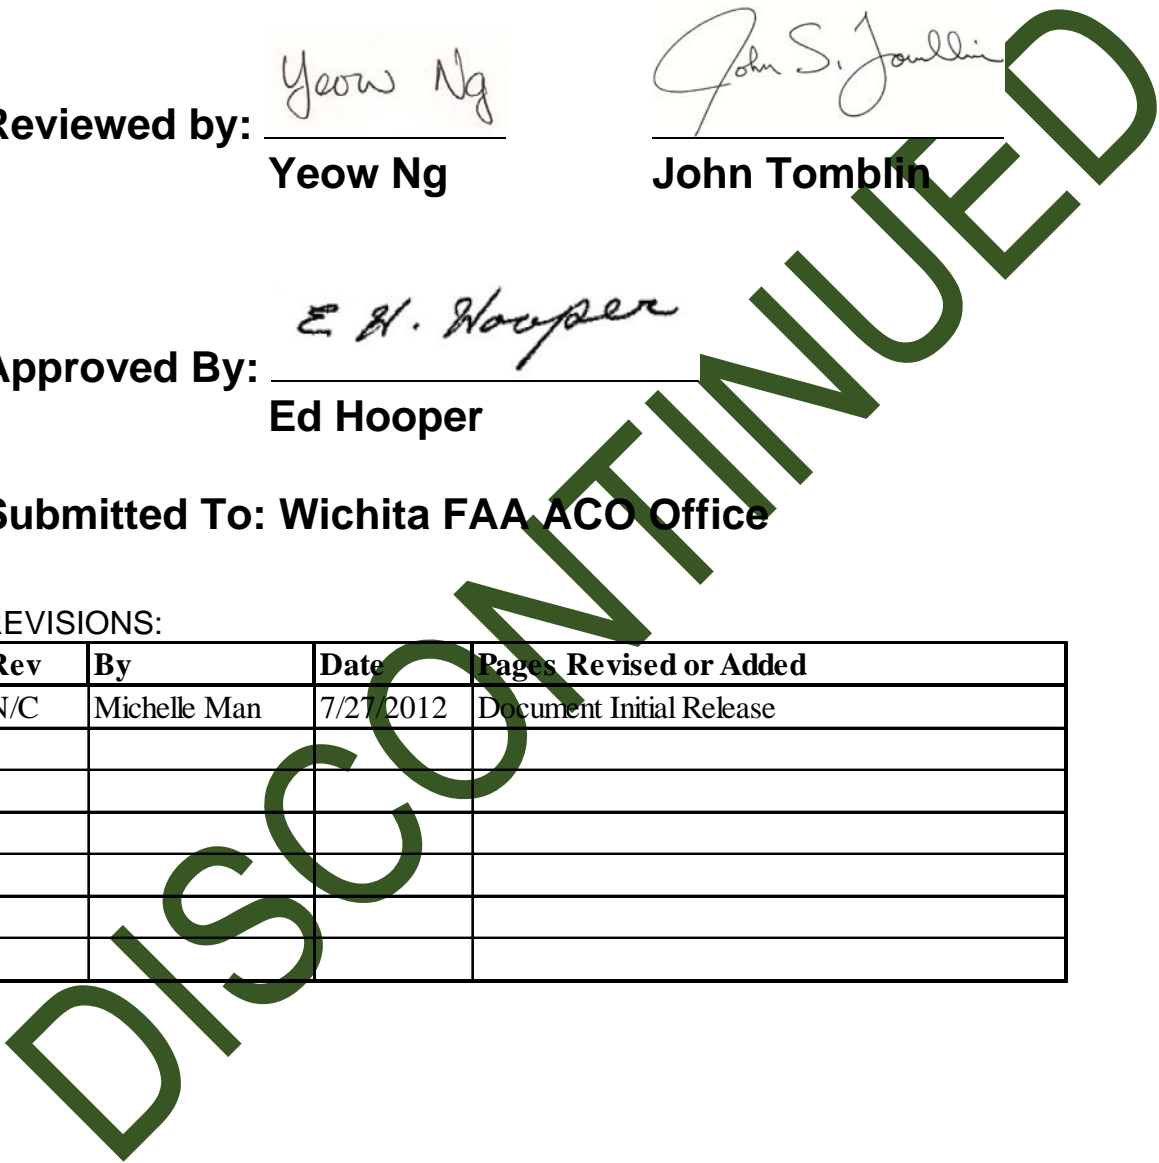 Yeow Ng John S. Tomblin
Reviewed by:
Yeow Ng John Tomblin
E H. Hooper
Approved By:
Ed Hooper
Submitted To: Wichita FAA ACO Office
REVISIONS:
Rev By Date Pages Revised or Added
N/C Michelle Man 7/27/2012 Document Initial Release
DISCONTINUED